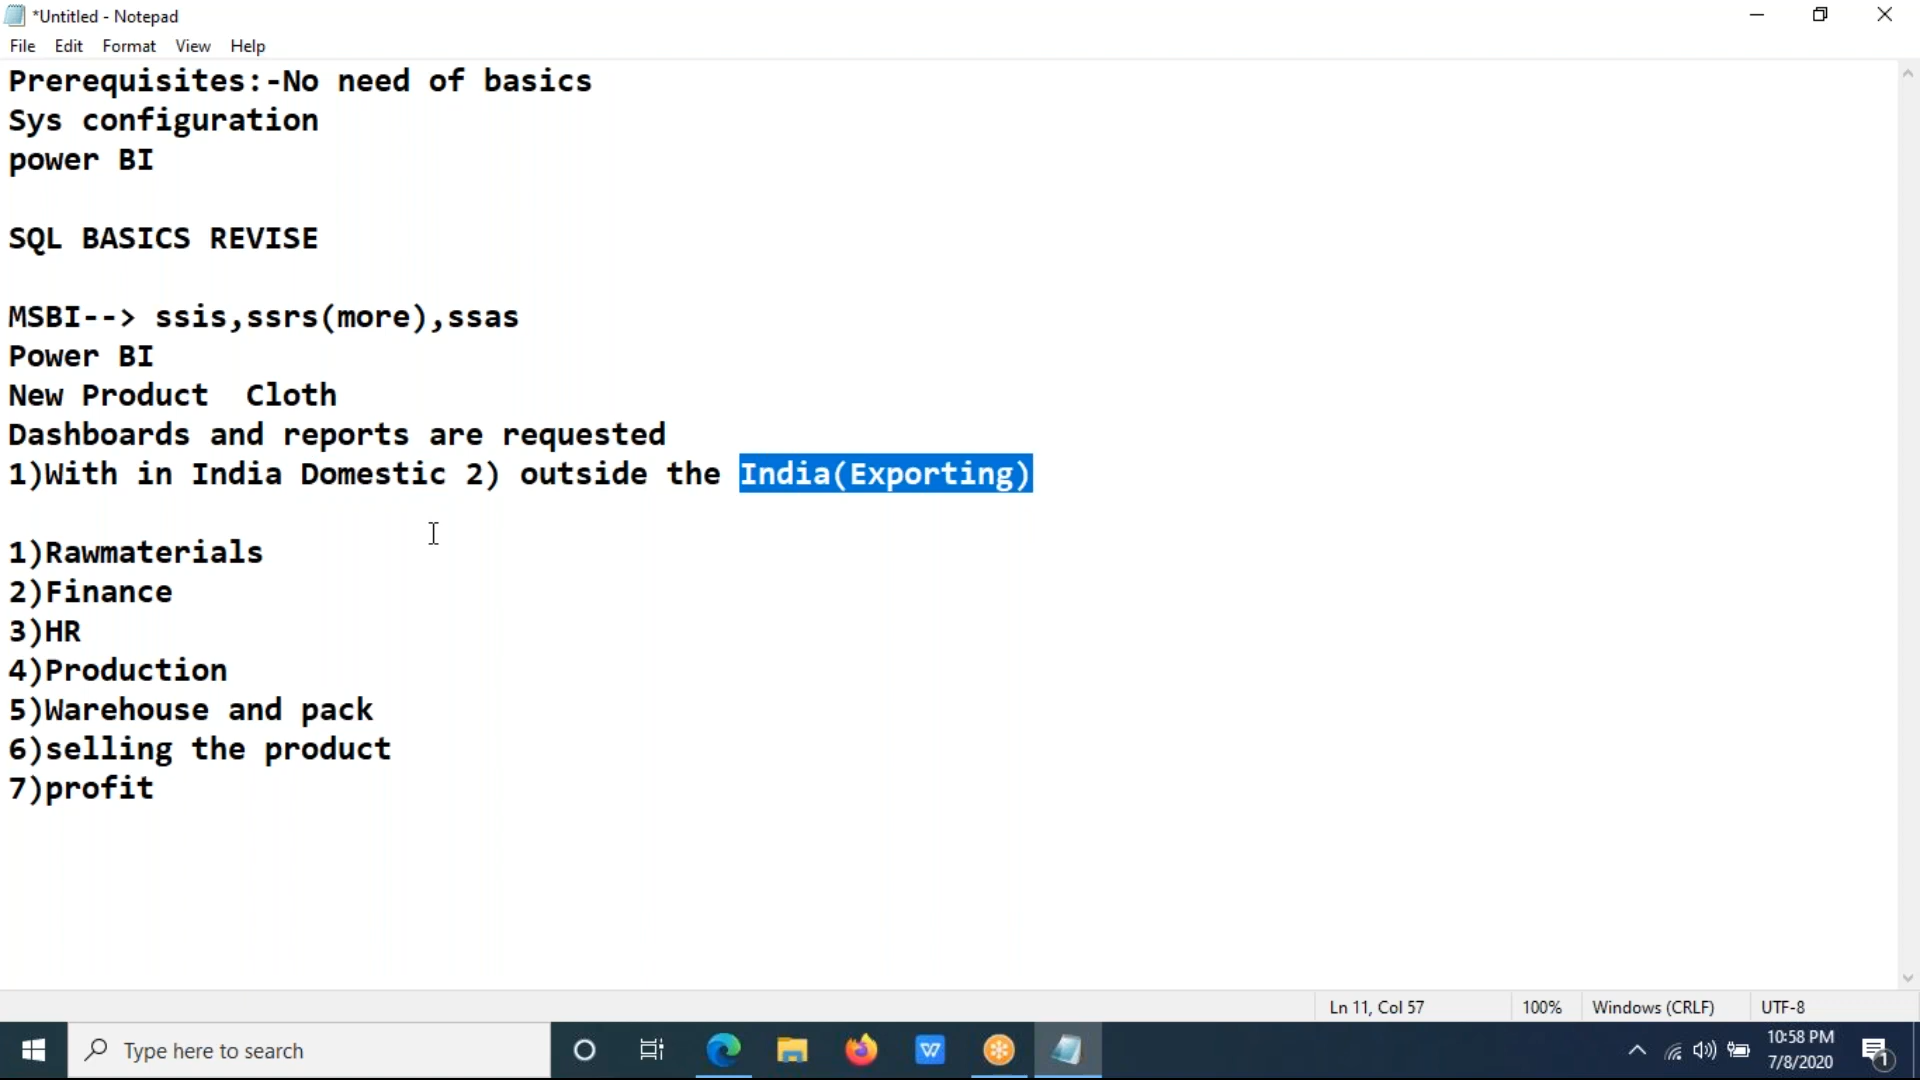 *Untitled - Notepad
File Edit Format View Help
Prerequisites:-No need of basics
Sys configuration
power BI
SQL BASICS REVISE
MSBI--> ssis,ssrs(more),ssas
Power BI
New Product  Cloth
Dashboards and reports are requested
1)With in India Domestic 2) outside the India(Exporting)
1)Rawmaterials
2)Finance
3)HR
4)Production
5)Warehouse and pack
6)selling the product
7)profit
Ln 11, Col 57 100% Windows (CRLF) UTF-8
Type here to search
W
10:58 PM
7/8/2020
1